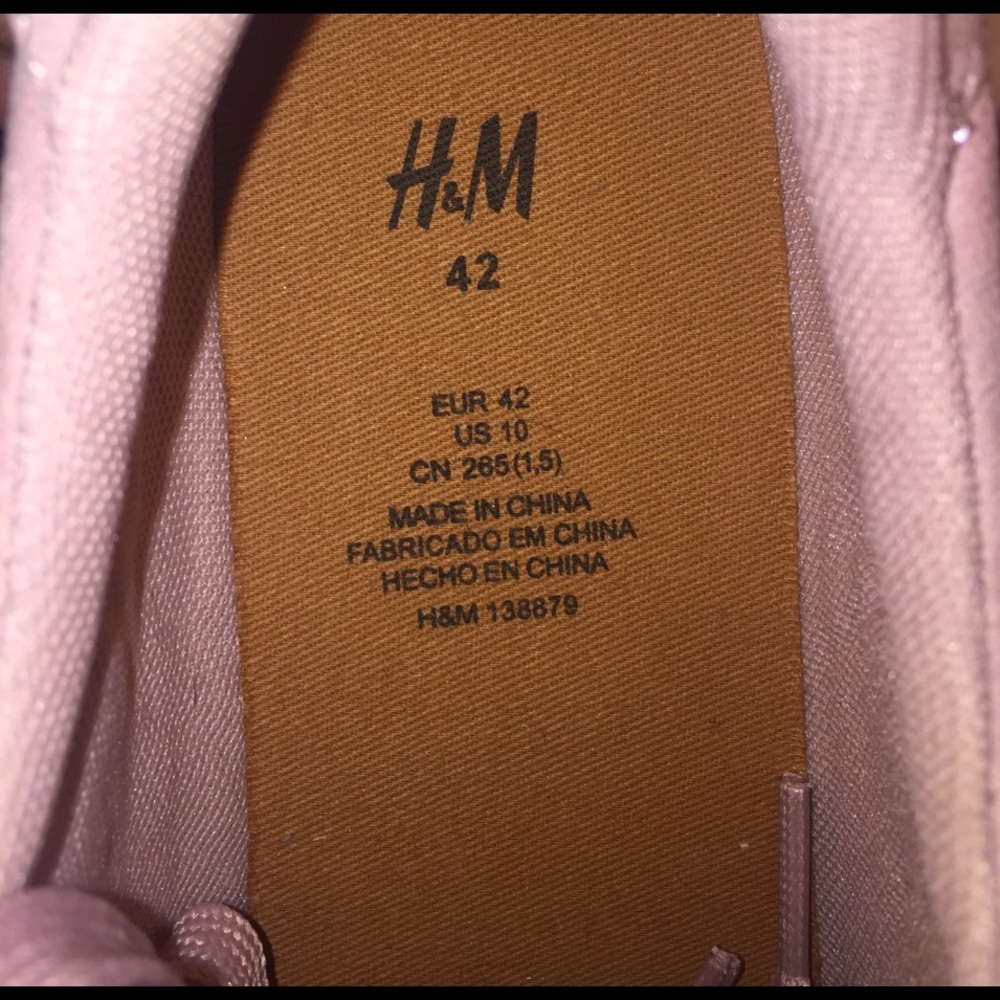 H&M
42
EUR 42
US 10
CN 265(1,5)
MADE IN CHINA
FABRICADO EM CHINA
HECHO EN CHINA
H&M 138879